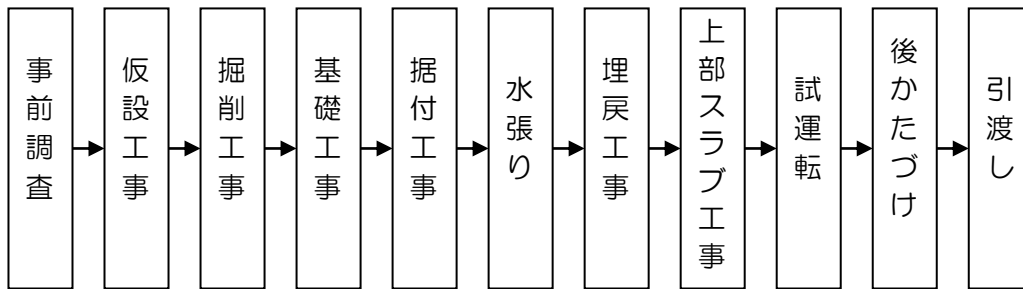 事前調査
仮設工事
掘削工事
基礎工事
据付工事
水張り
埋戻工事
上部スラブ工事
試運転
後かたづけ
引渡し